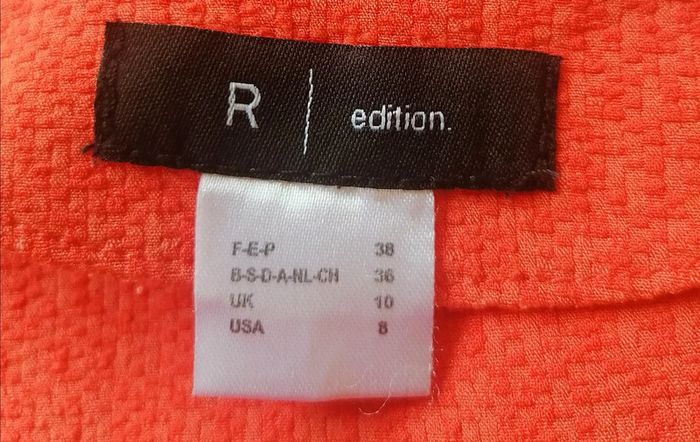 R | edition.
F-E-P 38
B-S-D-A-NL-CH 36
UK 10
USA 8